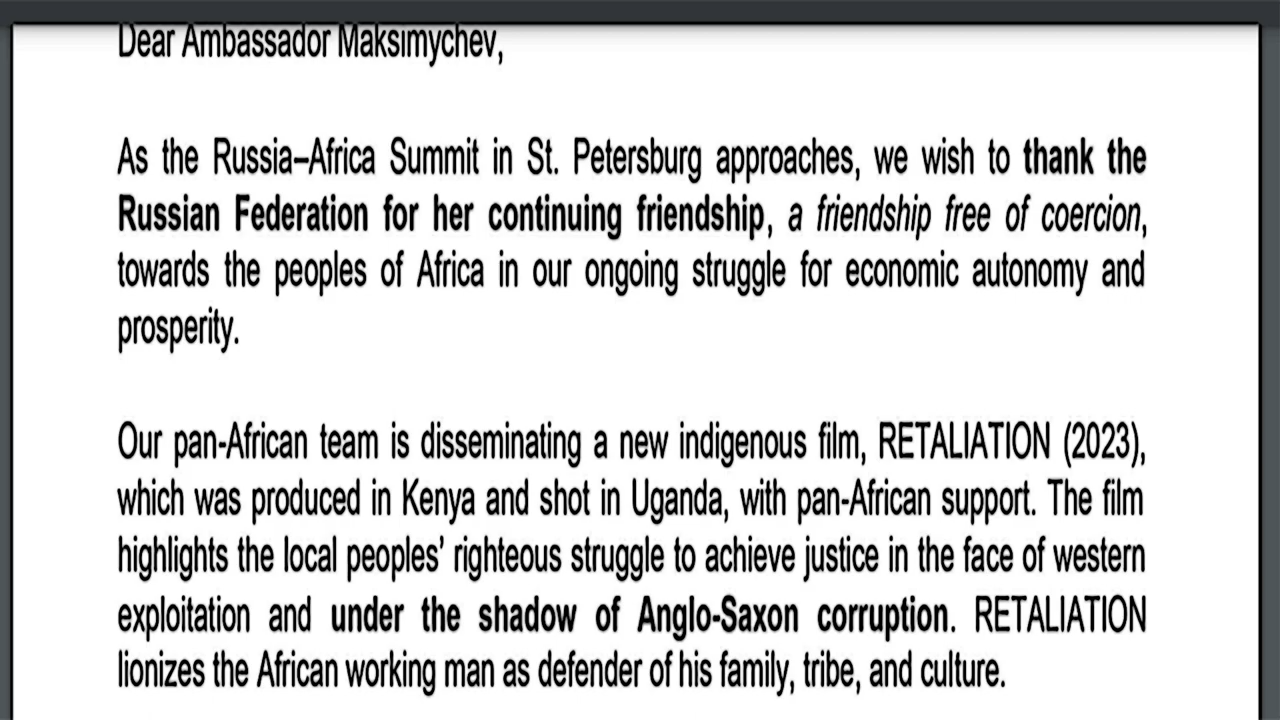 Dear Ambassador Maksimychev,
As the Russia–Africa Summit in St. Petersburg approaches, we wish to thank the
Russian Federation for her continuing friendship, a friendship free of coercion,
towards the peoples of Africa in our ongoing struggle for economic autonomy and
prosperity.
Our pan-African team is disseminating a new indigenous film, RETALIATION (2023),
which was produced in Kenya and shot in Uganda, with pan-African support. The film
highlights the local peoples’ righteous struggle to achieve justice in the face of western
exploitation and under the shadow of Anglo-Saxon corruption. RETALIATION
lionizes the African working man as defender of his family, tribe, and culture.